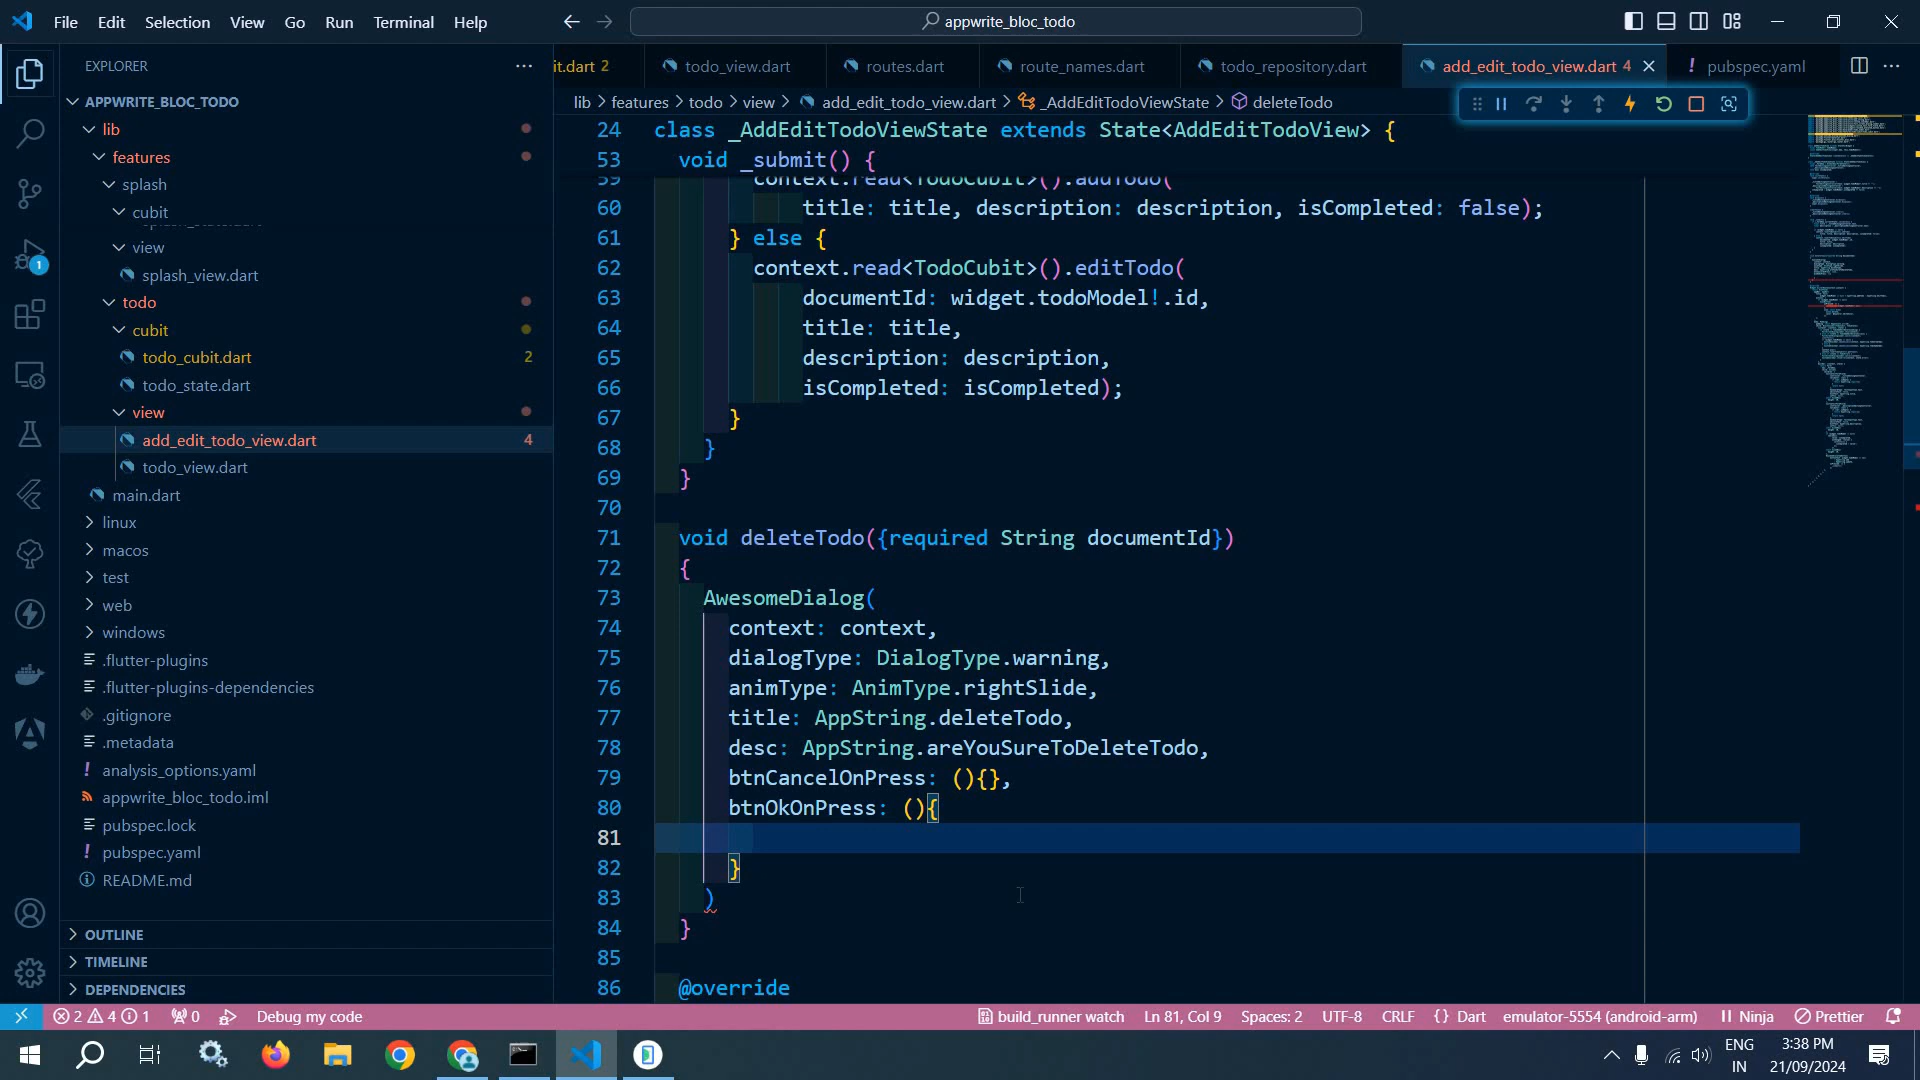 File Edit Selection View Go Run Terminal Help
appwrite_bloc_todo
EXPLORER
it.dart 2
todo_view.dart
routes.dart
route_names.dart
todo_repository.dart
add_edit_todo_view.dart 4
! pubspec.yaml
lib > features > todo > view > add_edit_todo_view.dart > _AddEditTodoViewState > deleteTodo
APPWRITE_BLOC_TODO
lib
features
splash
cubit
view
splash_view.dart
todo
cubit
todo_cubit.dart 2
todo_state.dart
view
add_edit_todo_view.dart 4
todo_view.dart
main.dart
linux
macos
test
web
windows
.flutter-plugins
.flutter-plugins-dependencies
.gitignore
.metadata
! analysis_options.yaml
appwrite_bloc_todo.iml
pubspec.lock
! pubspec.yaml
README.md
OUTLINE
TIMELINE
DEPENDENCIES
1
24 class _AddEditTodoViewState extends State<AddEditTodoView> {
53 void _submit() {
59 context.read<TodoCubit>().addTodo(
60 title: title, description: description, isCompleted: false);
61 } else {
62 context.read<TodoCubit>().editTodo(
63 documentId: widget.todoModel!.id,
64 title: title,
65 description: description,
66 isCompleted: isCompleted);
67 }
68 }
69 }
70
71 void deleteTodo({required String documentId})
72 {
73 AwesomeDialog(
74 context: context,
75 dialogType: DialogType.warning,
76 animType: AnimType.rightSlide,
77 title: AppString.deleteTodo,
78 desc: AppString.areYouSureToDeleteTodo,
79 btnCancelOnPress: (){},
80 btnOkOnPress: (){
81
82 }
83 )
84 }
85
86 @override
2 4 1 0 Debug my code
build_runner watch Ln 81, Col 9 Spaces: 2 UTF-8 CRLF {} Dart emulator-5554 (android-arm) Ninja Prettier
ENG
IN
3:38 PM
21/09/2024